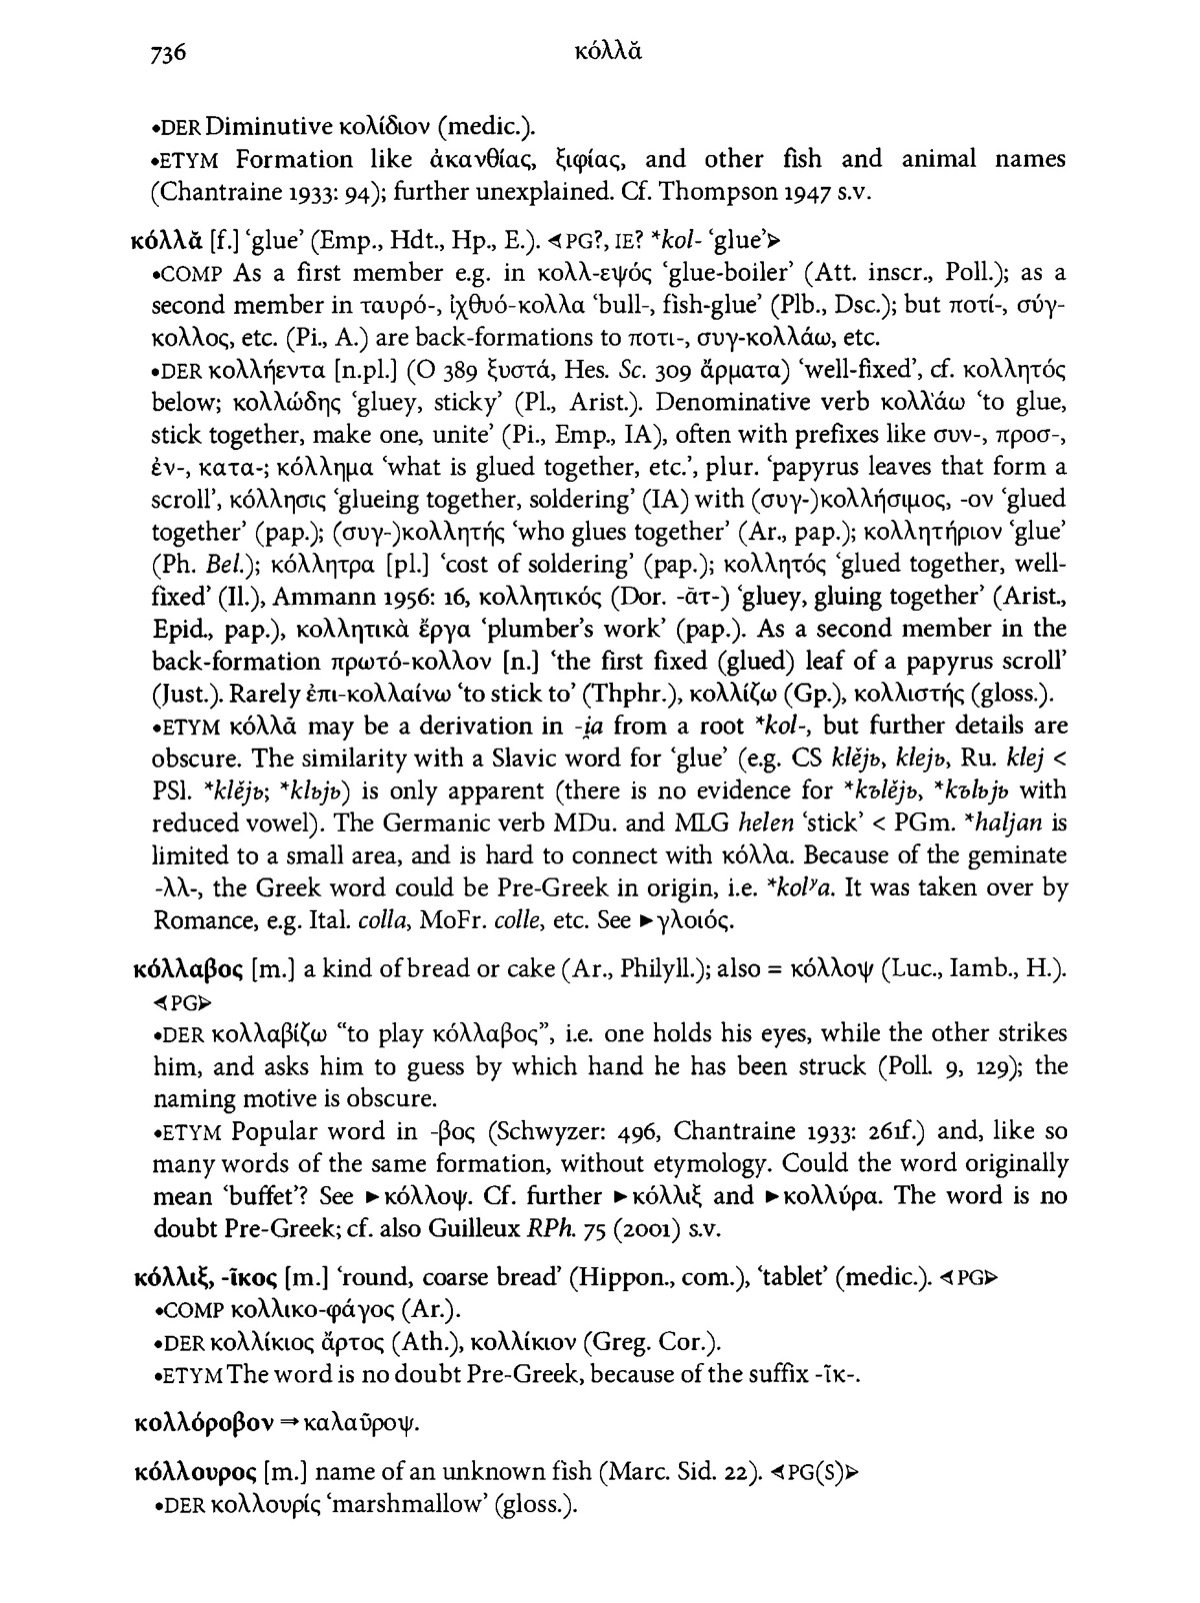 736
κόλλᾰ
•DER Diminutive κολίδιον (medic.).
•ETYM Formation like ἀκανθίας, ξιφίας, and other fish and animal names
(Chantraine 1933: 94); further unexplained. Cf. Thompson 1947 s.v.
κόλλᾰ [f.] ‘glue’ (Emp., Hdt., Hp., E.). ⊲PG?, IE? *kol- ‘glue’⊳
•COMP As a first member e.g. in κολλ-εψός ‘glue-boiler’ (Att. inscr., Poll.); as a
second member in ταυρό-, ἰχθυό-κολλα ‘bull-, fish-glue’ (Plb., Dsc.); but ποτί-, σύγ-
κολλος, etc. (Pi., A.) are back-formations to ποτι-, συγ-κολλάω, etc.
•DER κολλήεντα [n.pl.] (O 389 ξυστά, Hes. Sc. 309 ἅρματα) ‘well-fixed’, cf. κολλητός
below; κολλώδης ‘gluey, sticky’ (Pl., Arist.). Denominative verb κολλάω ‘to glue,
stick together, make one, unite’ (Pi., Emp., IA), often with prefixes like συν-, προσ-,
ἐν-, κατα-; κόλλημα ‘what is glued together, etc.’, plur. ‘papyrus leaves that form a
scroll’, κόλλησις ‘glueing together, soldering’ (IA) with (συγ-)κολλήσιμος, -ον ‘glued
together’ (pap.); (συγ-)κολλητής ‘who glues together’ (Ar., pap.); κολλητήριον ‘glue’
(Ph. Bel.); κόλλητρα [pl.] ‘cost of soldering’ (pap.); κολλητός ‘glued together, well-
fixed’ (Il.), Ammann 1956: 16, κολλητικός (Dor. -ᾱτ-) ‘gluey, gluing together’ (Arist.,
Epid., pap.), κολλητικὰ ἔργα ‘plumber’s work’ (pap.). As a second member in the
back-formation πρωτό-κολλον [n.] ‘the first fixed (glued) leaf of a papyrus scroll’
(Just.). Rarely ἐπι-κολλαίνω ‘to stick to’ (Thphr.), κολλίζω (Gp.), κολλιστής (gloss.).
•ETYM κόλλᾰ may be a derivation in -i̯a from a root *kol-, but further details are
obscure. The similarity with a Slavic word for ‘glue’ (e.g. CS klějь, klejь, Ru. klej <
PSl. *klějь; *klьjь) is only apparent (there is no evidence for *kъlějь, *kъlьjь with
reduced vowel). The Germanic verb MDu. and MLG helen ‘stick’ < PGm. *haljan is
limited to a small area, and is hard to connect with κόλλα. Because of the geminate
-λλ-, the Greek word could be Pre-Greek in origin, i.e. *kolʸa. It was taken over by
Romance, e.g. Ital. colla, MoFr. colle, etc. See ►γλοιός.
κόλλαβος [m.] a kind of bread or cake (Ar., Philyll.); also = κόλλοψ (Luc., Iamb., H.).
⊲PG⊳
•DER κολλαβίζω “to play κόλλαβος”, i.e. one holds his eyes, while the other strikes
him, and asks him to guess by which hand he has been struck (Poll. 9, 129); the
naming motive is obscure.
•ETYM Popular word in -βος (Schwyzer: 496, Chantraine 1933: 261f.) and, like so
many words of the same formation, without etymology. Could the word originally
mean ‘buffet’? See ►κόλλοψ. Cf. further ►κόλλιξ and ►κολλύρα. The word is no
doubt Pre-Greek; cf. also Guilleux RPh. 75 (2001) s.v.
κόλλιξ, -ῑκος [m.] ‘round, coarse bread’ (Hippon., com.), ‘tablet’ (medic.). ⊲PG⊳
•COMP κολλικο-φάγος (Ar.).
•DER κολλίκιος ἄρτος (Ath.), κολλίκιον (Greg. Cor.).
•ETYM The word is no doubt Pre-Greek, because of the suffix -ῑκ-.
κολλόροβον ⇒ καλαῦροψ.
κόλλουρος [m.] name of an unknown fish (Marc. Sid. 22). ⊲PG(S)⊳
•DER κολλουρίς ‘marshmallow’ (gloss.).